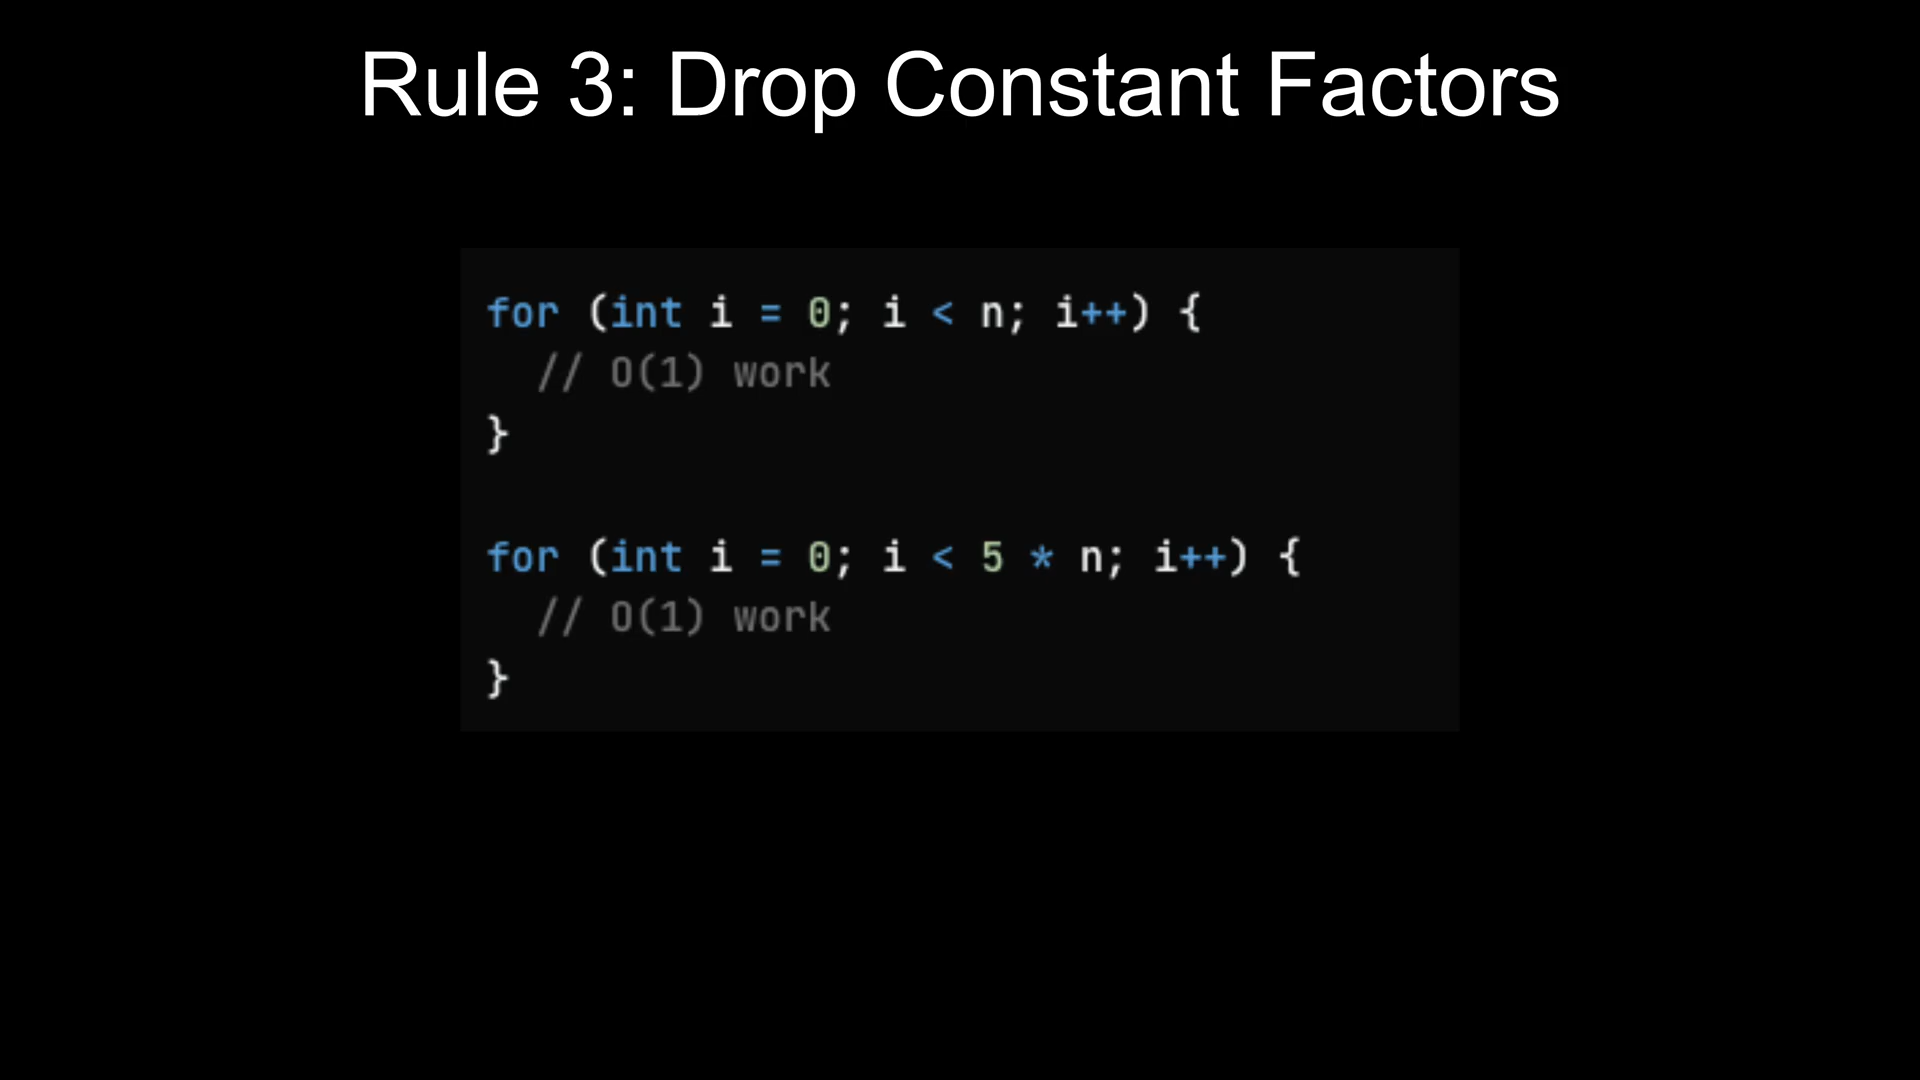 Rule 3: Drop Constant Factors
for (int i = 0; i < n; i++) {
  // O(1) work
}
for (int i = 0; i < 5 * n; i++) {
  // O(1) work
}